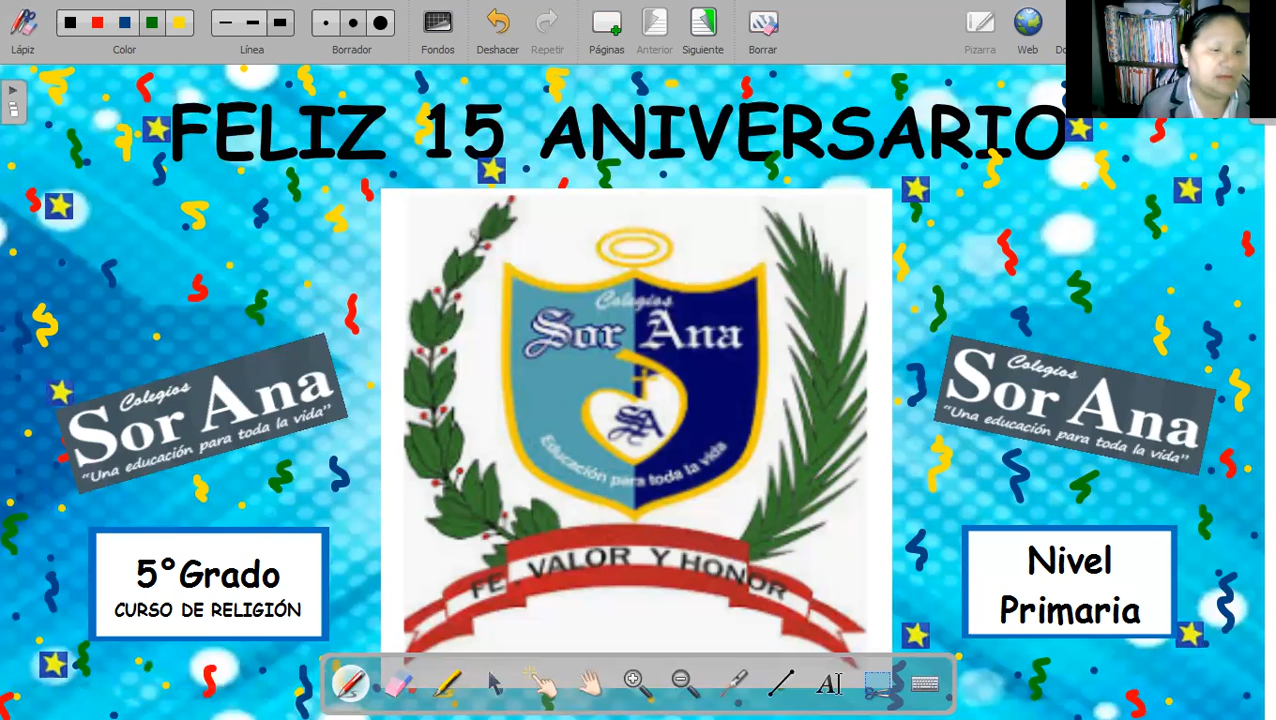 Lápiz
Color
Línea
Borrador
Fondos
Deshacer
Repetir
Páginas
Anterior
Siguiente
Borrar
Pizarra
Web
FELIZ 15 ANIVERSARIO
Colegios
Sor Ana
SA
Educación para toda la vida
FE . VALOR Y HONOR
Colegios
Sor Ana
"Una educación para toda la vida"
Colegios
Sor Ana
"Una educación para toda la vida"
5°Grado
CURSO DE RELIGIÓN
Nivel
Primaria